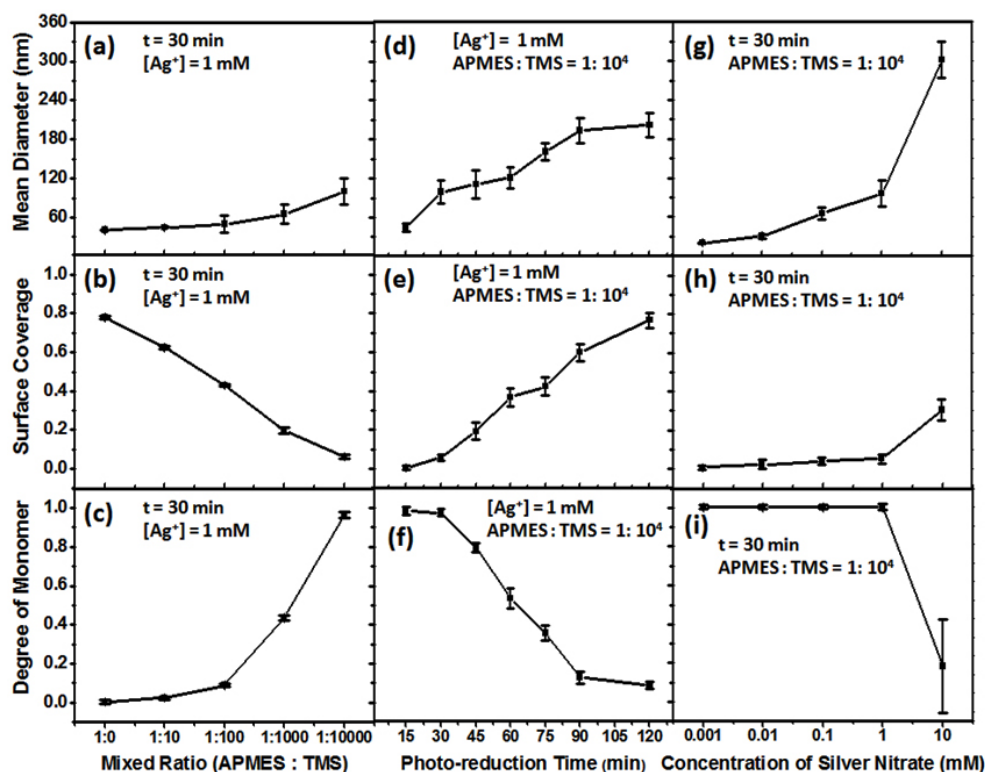 360
300
240
180
120
60
Mean Diameter (nm)
(a)
t = 30 min
[Ag⁺] = 1 mM
(d)
[Ag⁺] = 1 mM
APMES : TMS = 1: 10⁴
(g)
t = 30 min
APMES : TMS = 1: 10⁴
1.0
0.8
0.6
0.4
0.2
0.0
Surface Coverage
(b)
t = 30 min
[Ag⁺] = 1 mM
(e)
[Ag⁺] = 1 mM
APMES : TMS = 1: 10⁴
(h)
t = 30 min
APMES : TMS = 1: 10⁴
1.0
0.8
0.6
0.4
0.2
0.0
Degree of Monomer
(c)
t = 30 min
[Ag⁺] = 1 mM
(f)
[Ag⁺] = 1 mM
APMES : TMS = 1: 10⁴
(i)
t = 30 min
APMES : TMS = 1: 10⁴
1:0 1:10 1:100 1:1000 1:10000
15 30 45 60 75 90 105 120
0.001 0.01 0.1 1 10
Mixed Ratio (APMES : TMS)
Photo-reduction Time (min)
Concentration of Silver Nitrate (mM)